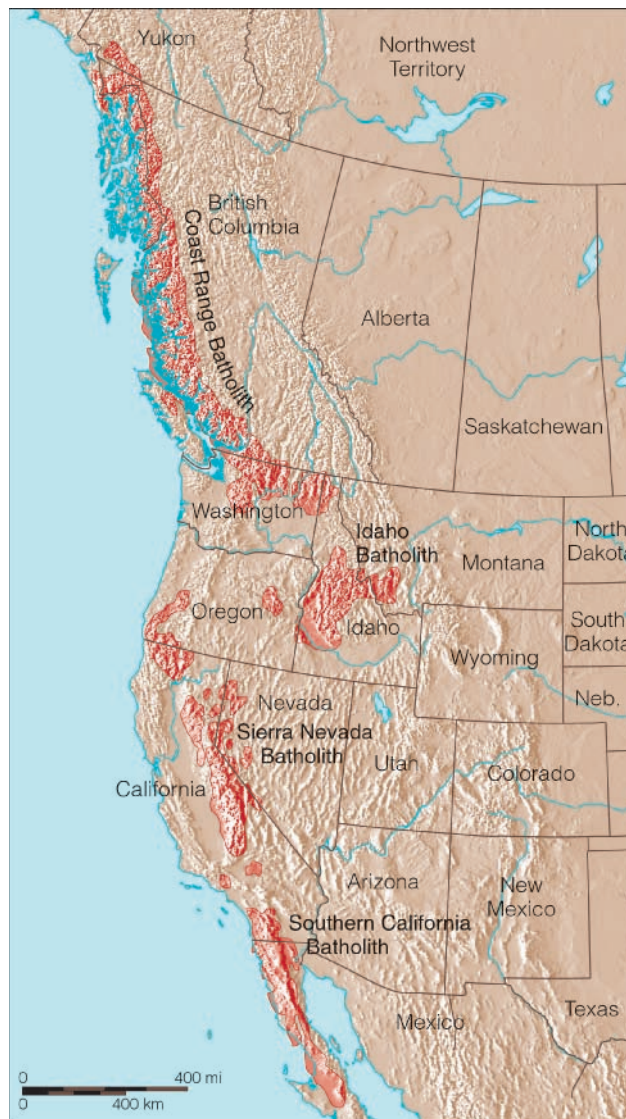 Yukon
Northwest
Territory
British
Columbia
Coast Range Batholith
Alberta
Saskatchewan
Washington
Idaho
Batholith
Montana
North
Dakota
Oregon
Idaho
Wyoming
South
Dakota
Neb.
Nevada
Sierra Nevada
Batholith
Utah
Colorado
California
Arizona
New
Mexico
Southern California
Batholith
Mexico
Texas
0
400 mi
0
400 km